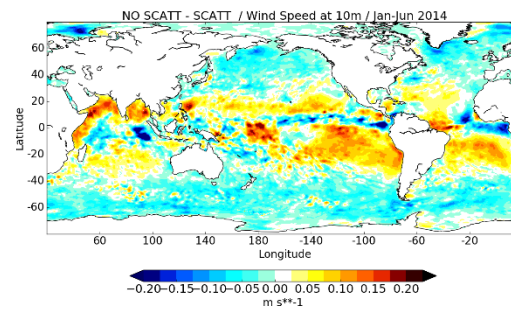 NO SCATT - SCATT / Wind Speed at 10m / Jan-Jun 2014
60
40
20
0
-20
-40
-60
Latitude
60 100 140 180 -140 -100 -60 -20
Longitude
-0.20 -0.15 -0.10 -0.05 0.00 0.05 0.10 0.15 0.20
m s**-1